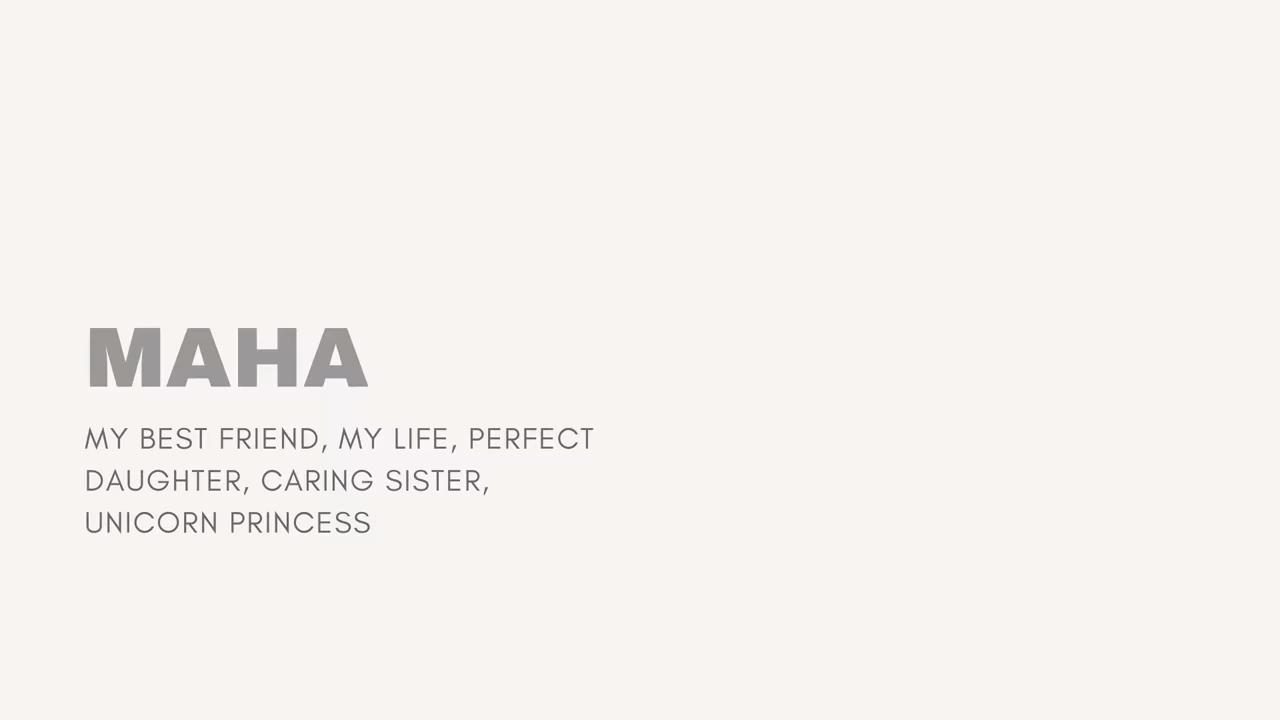 MAHA
MY BEST FRIEND, MY LIFE, PERFECT
DAUGHTER, CARING SISTER,
UNICORN PRINCESS